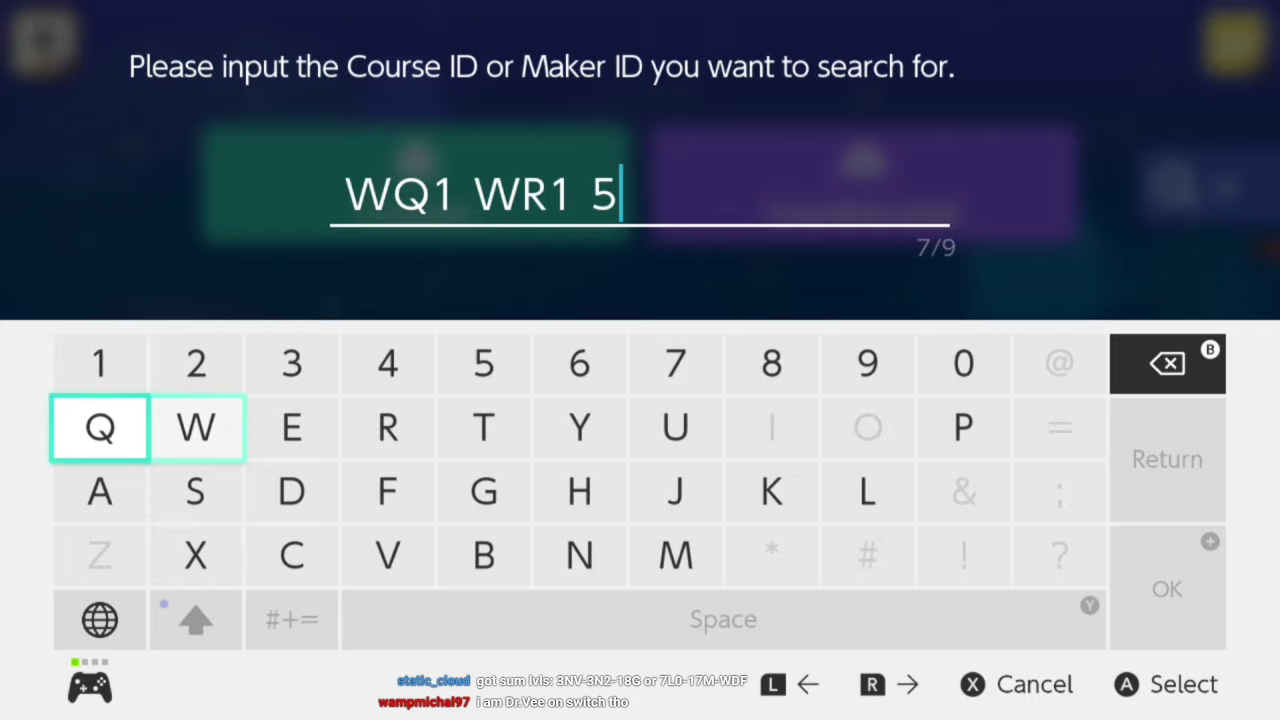 Please input the Course ID or Maker ID you want to search for.
WQ1 WR1 5
7/9
1 2 3 4 5 6 7 8 9 0 @ B
Q W E R T Y U I O P = Return
A S D F G H J K L & ;
Z X C V B N M * # ! ? OK
#+= Space Y
static_cloud got sum lvls: 3NV-3N2-18G or 7L0-17M-WDF
wampmichal97 i am Dr.Vee on switch tho
L ← R → X Cancel A Select